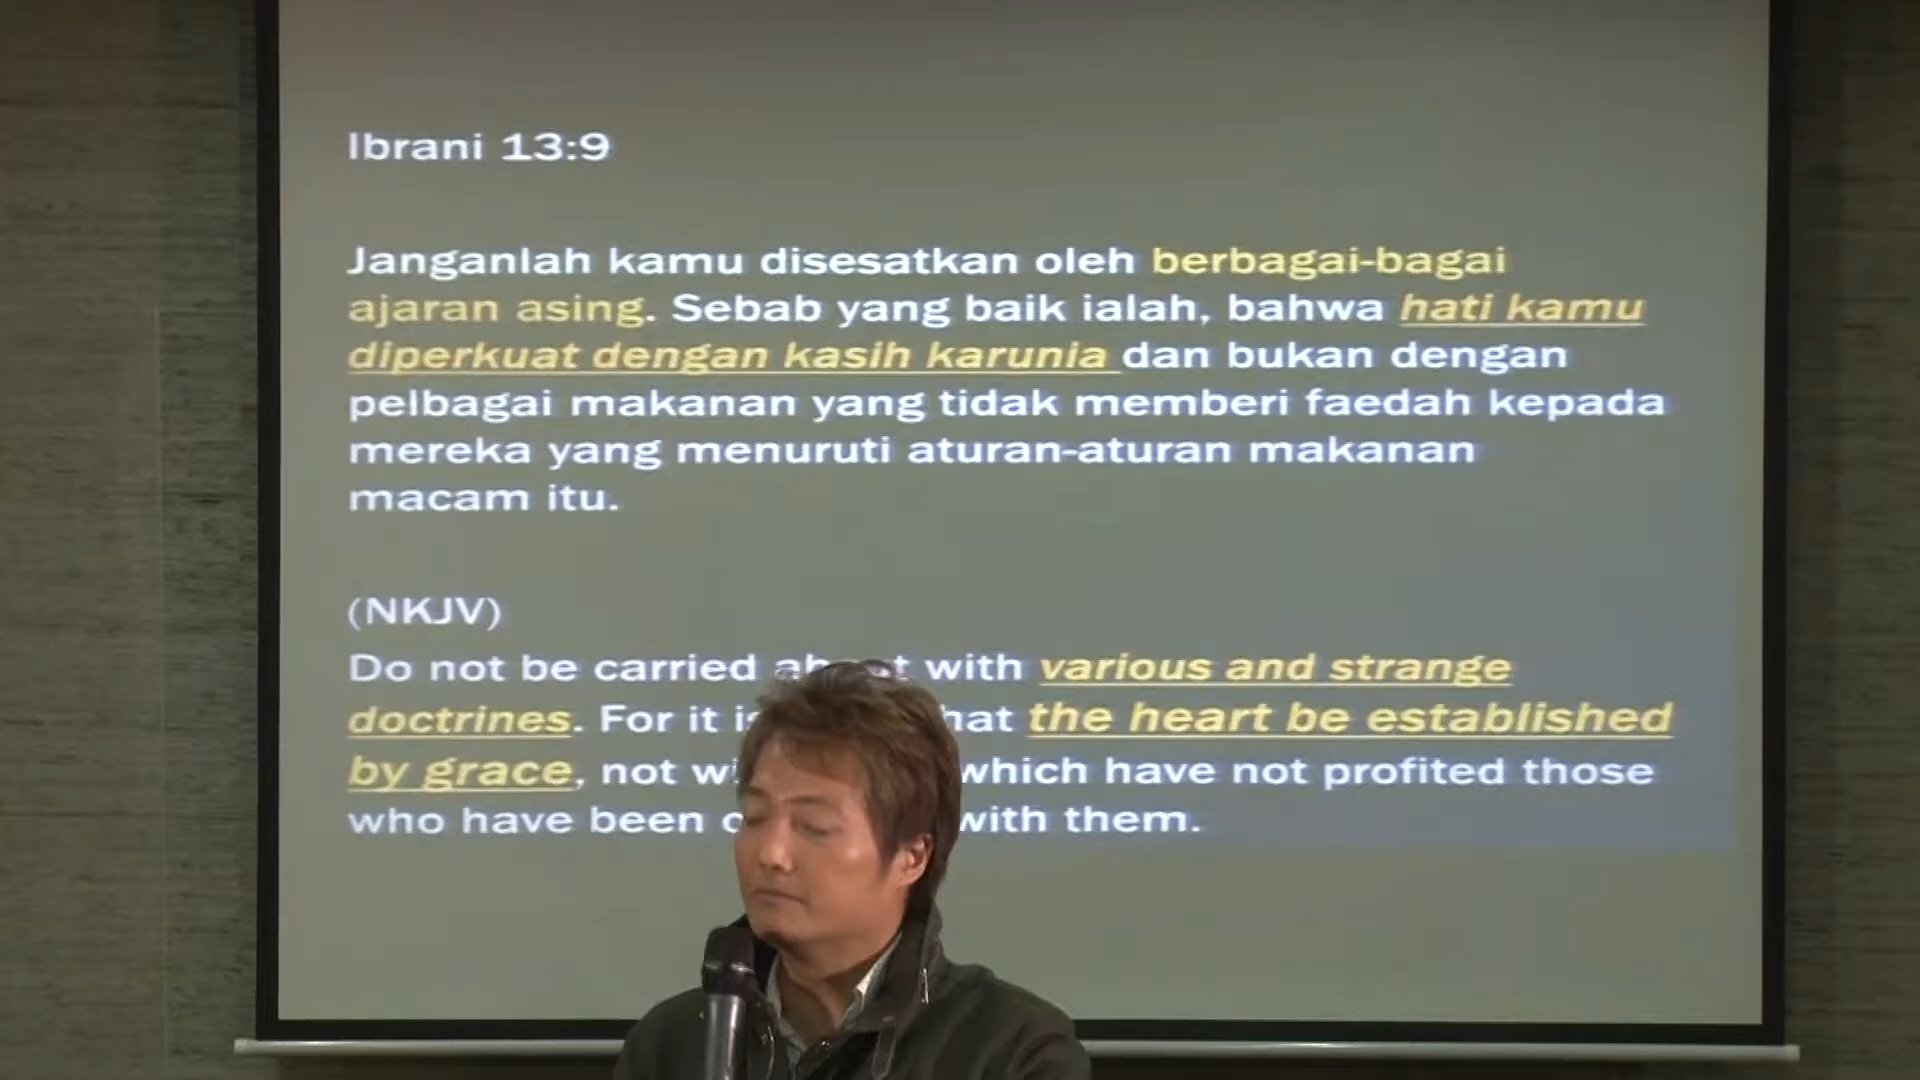 Ibrani 13:9
Janganlah kamu disesatkan oleh berbagai-bagai
ajaran asing. Sebab yang baik ialah, bahwa hati kamu
diperkuat dengan kasih karunia dan bukan dengan
pelbagai makanan yang tidak memberi faedah kepada
mereka yang menuruti aturan-aturan makanan
macam itu.
(NKJV)
Do not be carried about with various and strange
doctrines. For it that the heart be established
by grace, not which have not profited those
who have been with them.